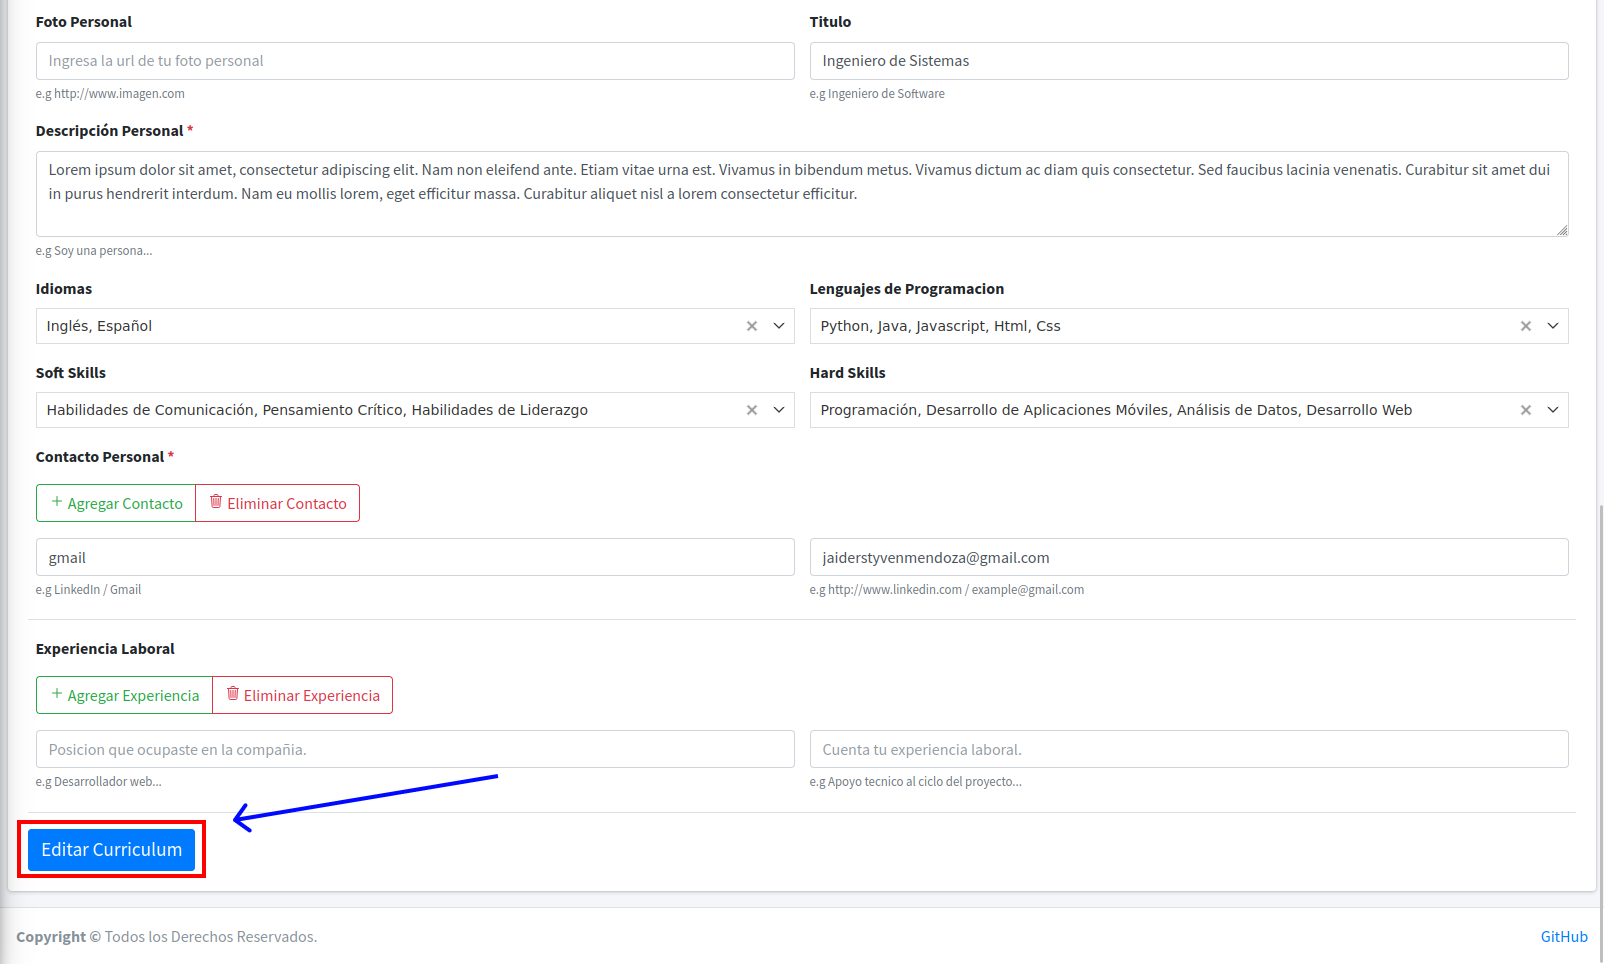 Foto Personal
Titulo
Ingresa la url de tu foto personal
Ingeniero de Sistemas
e.g http://www.imagen.com
e.g Ingeniero de Software
Descripción Personal *
Lorem ipsum dolor sit amet, consectetur adipiscing elit. Nam non eleifend ante. Etiam vitae urna est. Vivamus in bibendum metus. Vivamus dictum ac diam quis consectetur. Sed faucibus lacinia venenatis. Curabitur sit amet dui
in purus hendrerit interdum. Nam eu mollis lorem, eget efficitur massa. Curabitur aliquet nisl a lorem consectetur efficitur.
e.g Soy una persona...
Idiomas
Lenguajes de Programacion
Inglés, Español
Python, Java, Javascript, Html, Css
Soft Skills
Hard Skills
Habilidades de Comunicación, Pensamiento Crítico, Habilidades de Liderazgo
Programación, Desarrollo de Aplicaciones Móviles, Análisis de Datos, Desarrollo Web
Contacto Personal *
+ Agregar Contacto
Eliminar Contacto
gmail
jaiderstyvenmendoza@gmail.com
e.g LinkedIn / Gmail
e.g http://www.linkedin.com / example@gmail.com
Experiencia Laboral
+ Agregar Experiencia
Eliminar Experiencia
Posicion que ocupaste en la compañia.
Cuenta tu experiencia laboral.
e.g Desarrollador web...
e.g Apoyo tecnico al ciclo del proyecto...
Editar Curriculum
Copyright © Todos los Derechos Reservados.
GitHub